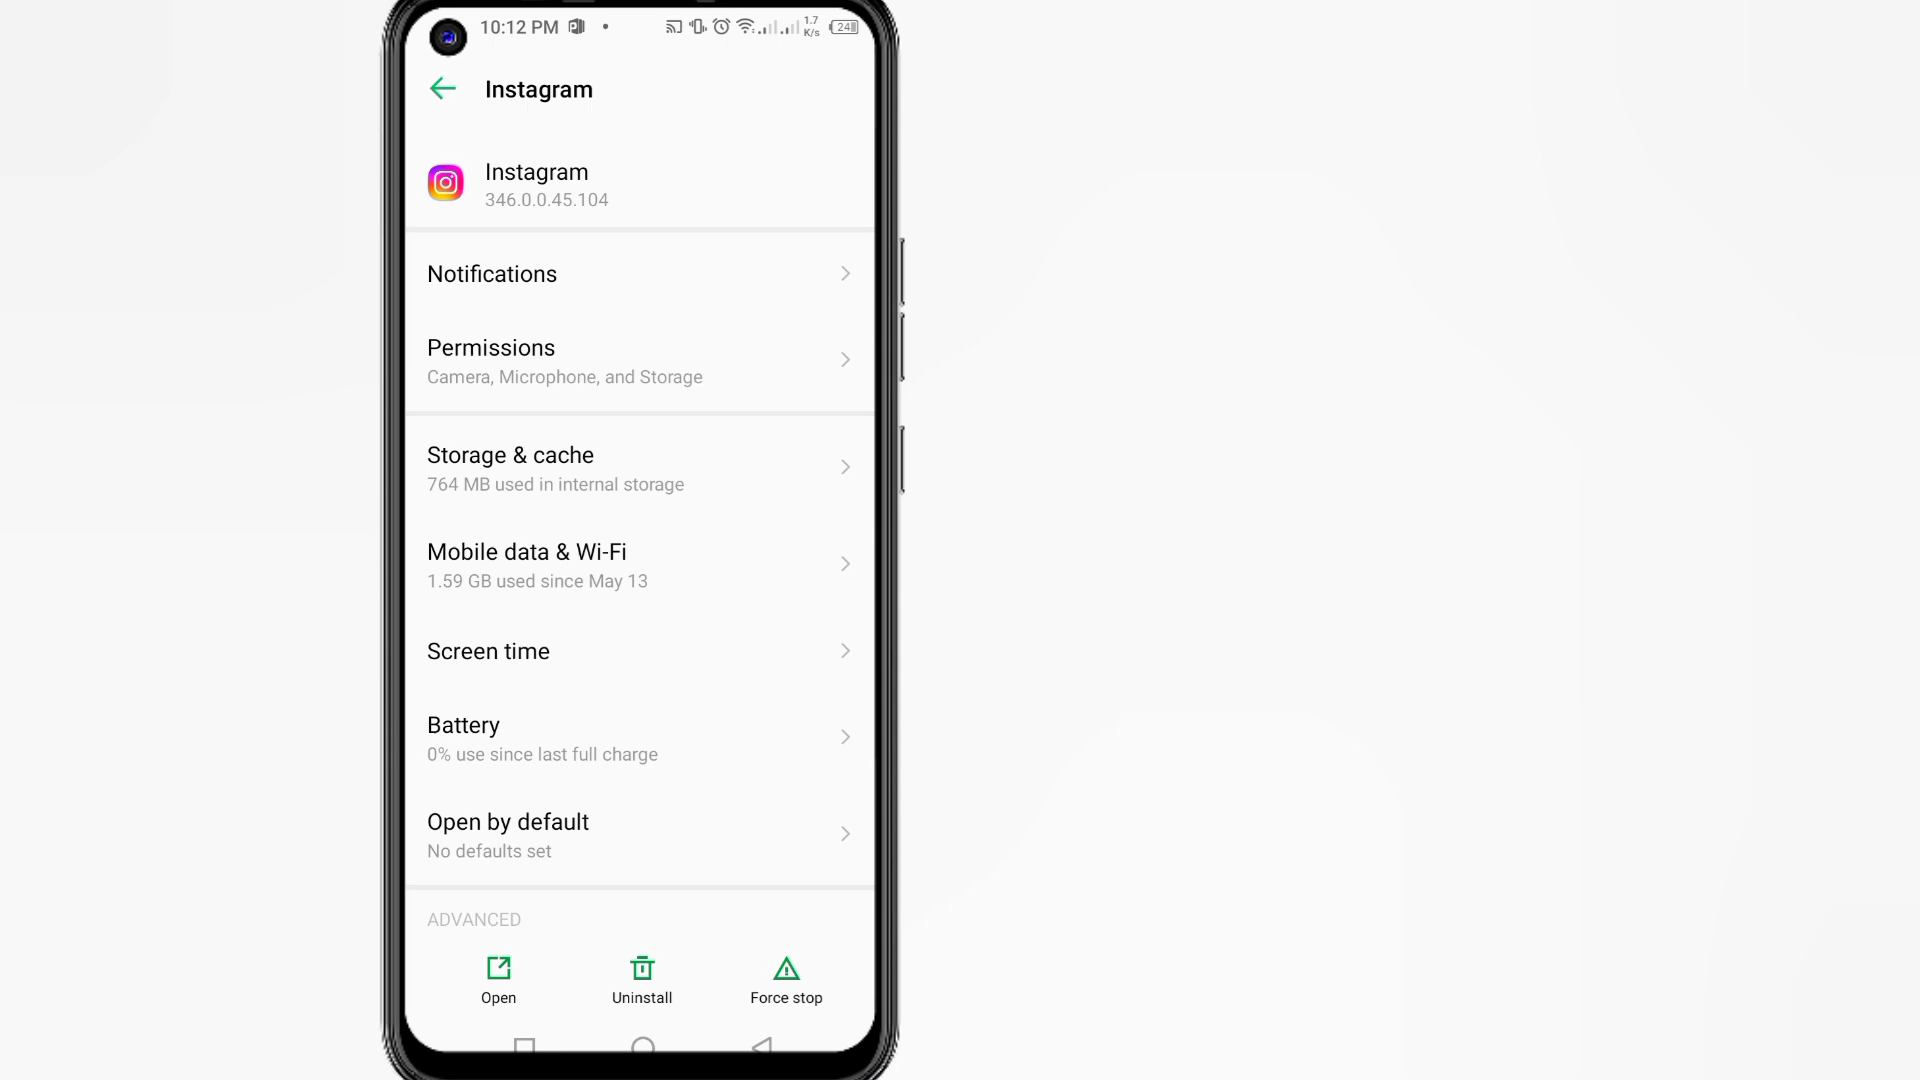 10:12 PM
1.7
K/s
24
Instagram
Instagram
346.0.0.45.104
Notifications
Permissions
Camera, Microphone, and Storage
Storage & cache
764 MB used in internal storage
Mobile data & Wi-Fi
1.59 GB used since May 13
Screen time
Battery
0% use since last full charge
Open by default
No defaults set
ADVANCED
Open
Uninstall
Force stop